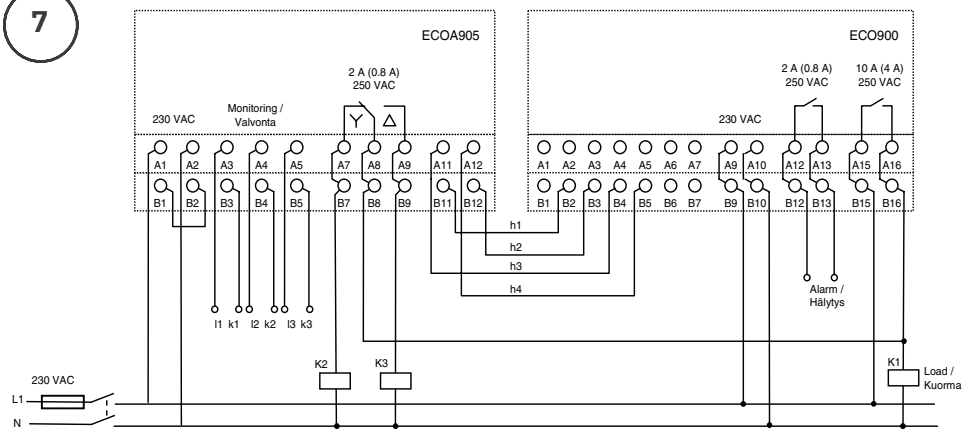 7
ECOA905 ECO900
2 A (0.8 A)
250 VAC
2 A (0.8 A) 10 A (4 A)
250 VAC 250 VAC
Monitoring /
Valvonta
230 VAC 230 VAC
A1 A2 A3 A4 A5 A7 A8 A9 A11 A12 A1 A2 A3 A4 A5 A6 A7 A9 A10 A12 A13 A15 A16
B1 B2 B3 B4 B5 B7 B8 B9 B11 B12 B1 B2 B3 B4 B5 B6 B7 B9 B10 B12 B13 B15 B16
h1
h2
h3
h4
Alarm /
Hälytys
l1 k1 l2 k2 l3 k3
K2 K3 K1
Load /
Kuorma
230 VAC
L1
N